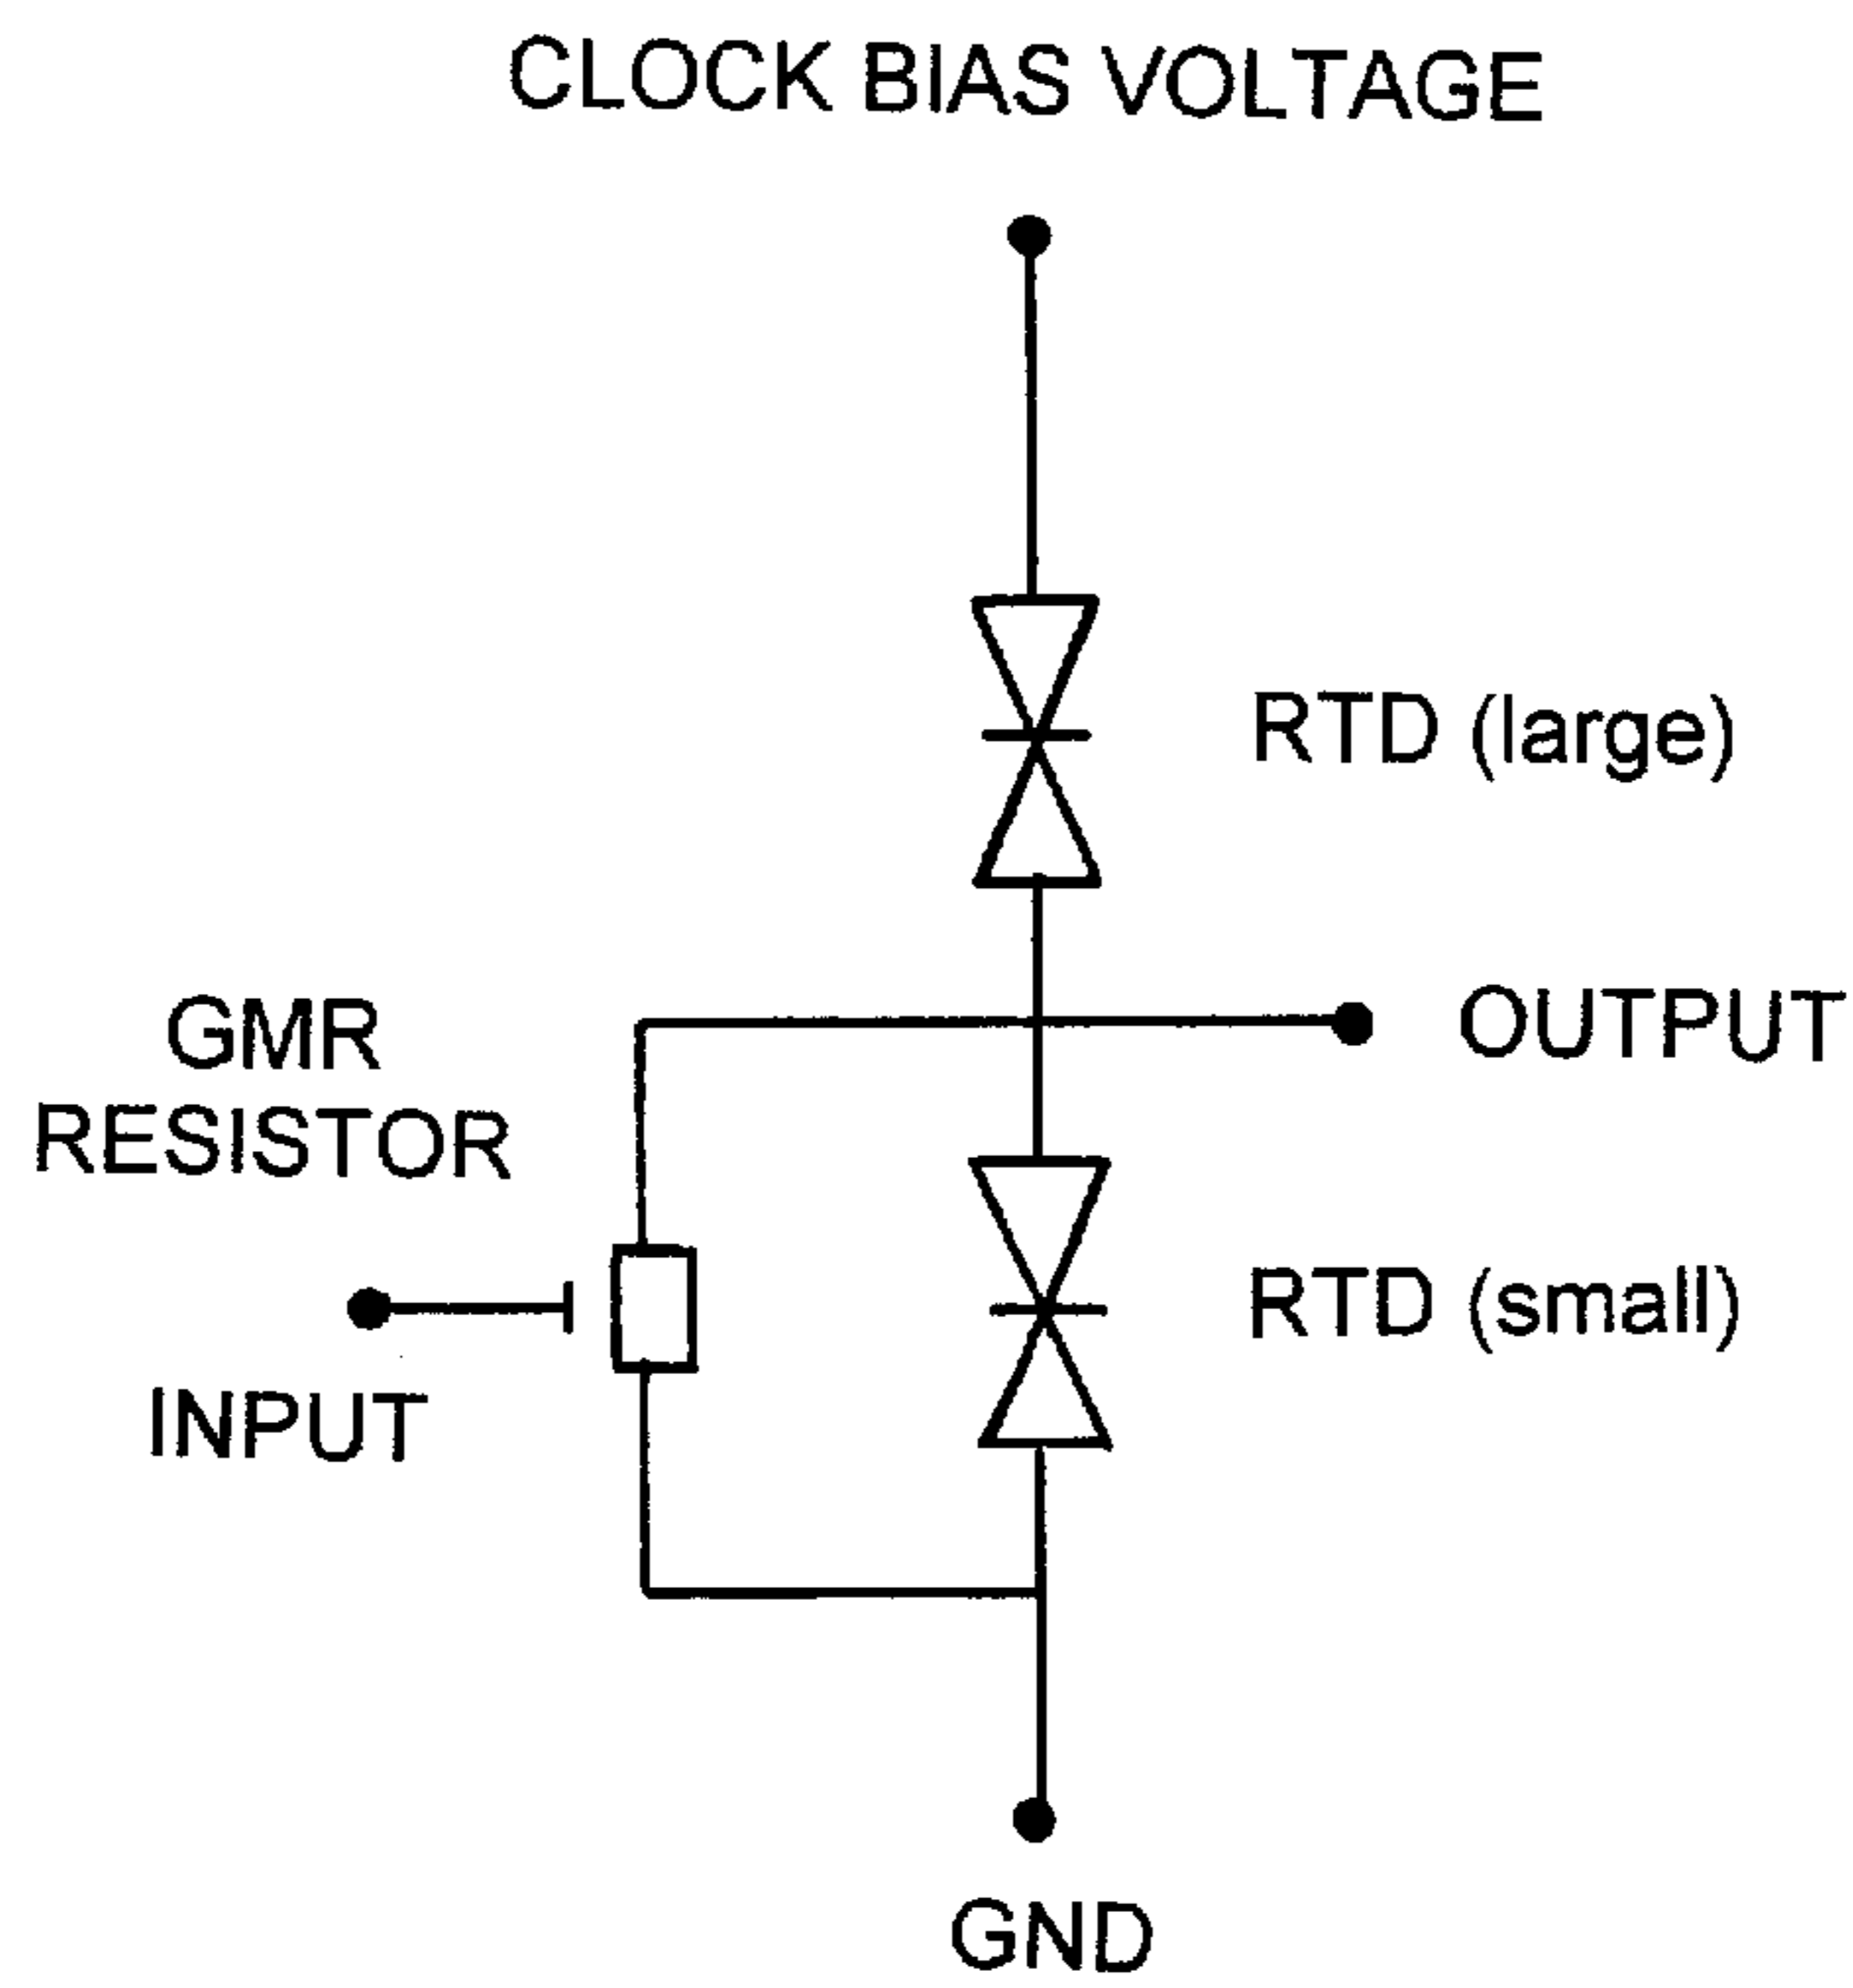 CLOCK BIAS VOLTAGE
RTD (large)
OUTPUT
GMR
RESISTOR
RTD (small)
INPUT
GND